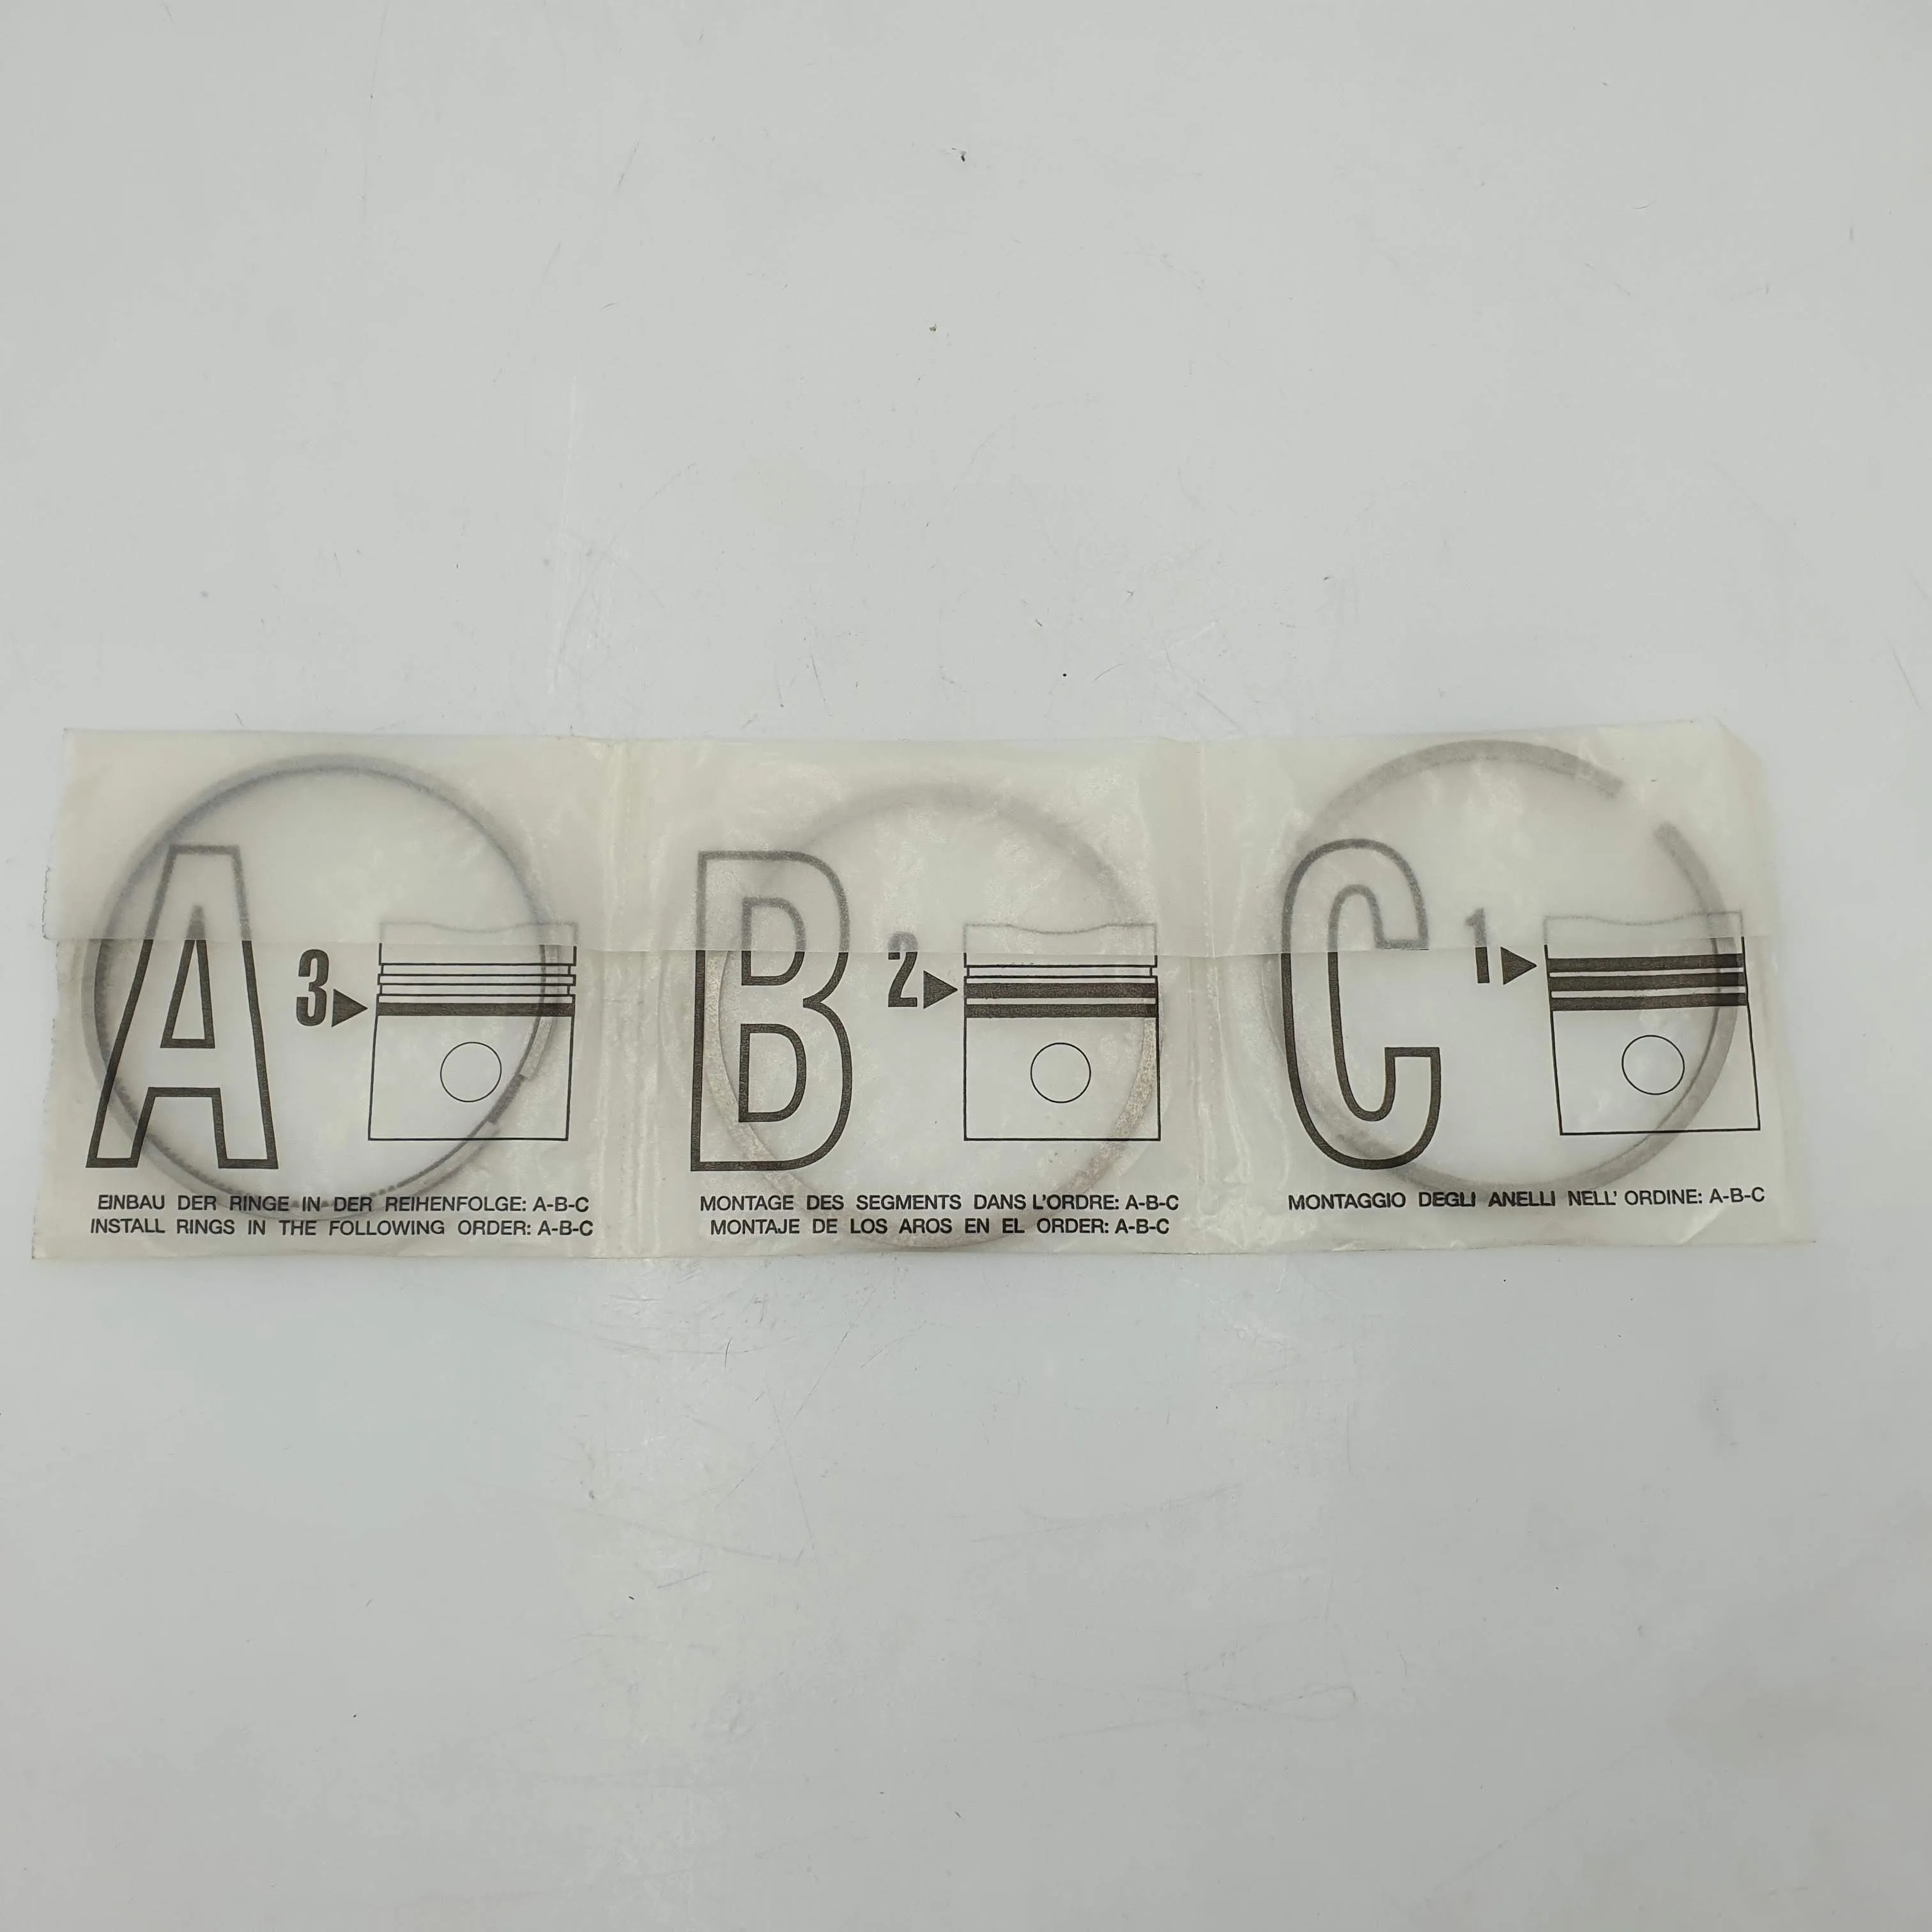 A
3
EINBAU DER RINGE IN DER REIHENFOLGE: A-B-C
INSTALL RINGS IN THE FOLLOWING ORDER: A-B-C
B
2
MONTAGE DES SEGMENTS DANS L'ORDRE: A-B-C
MONTAJE DE LOS AROS EN EL ORDER: A-B-C
C
1
MONTAGGIO DEGLI ANELLI NELL' ORDINE: A-B-C